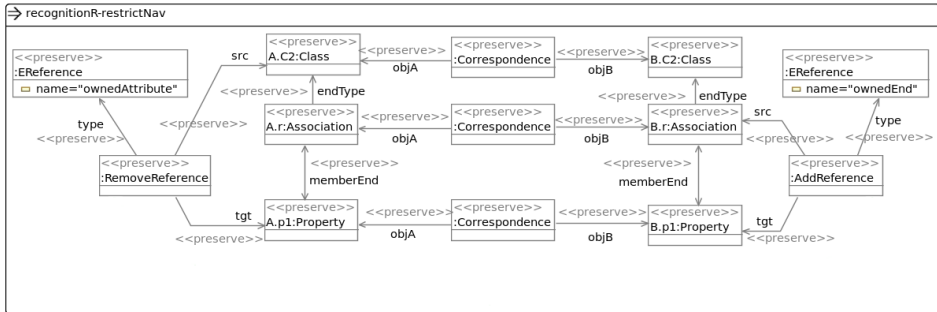 recognitionR-restrictNav
<<preserve>>
:EReference
name="ownedAttribute"
src
<<preserve>>
<<preserve>>
A.C2:Class
<<preserve>>
objA
<<preserve>>
:Correspondence
<<preserve>>
objB
<<preserve>>
B.C2:Class
<<preserve>>
:EReference
name="ownedEnd"
<<preserve>>
endType
<<preserve>>
endType
type
<<preserve>>
<<preserve>>
A.r:Association
<<preserve>>
objA
<<preserve>>
:Correspondence
<<preserve>>
objB
<<preserve>>
B.r:Association
src
<<preserve>>
type
<<preserve>>
<<preserve>>
:RemoveReference
<<preserve>>
memberEnd
<<preserve>>
memberEnd
<<preserve>>
:AddReference
tgt
<<preserve>>
<<preserve>>
A.p1:Property
<<preserve>>
objA
<<preserve>>
:Correspondence
<<preserve>>
objB
<<preserve>>
B.p1:Property
tgt
<<preserve>>